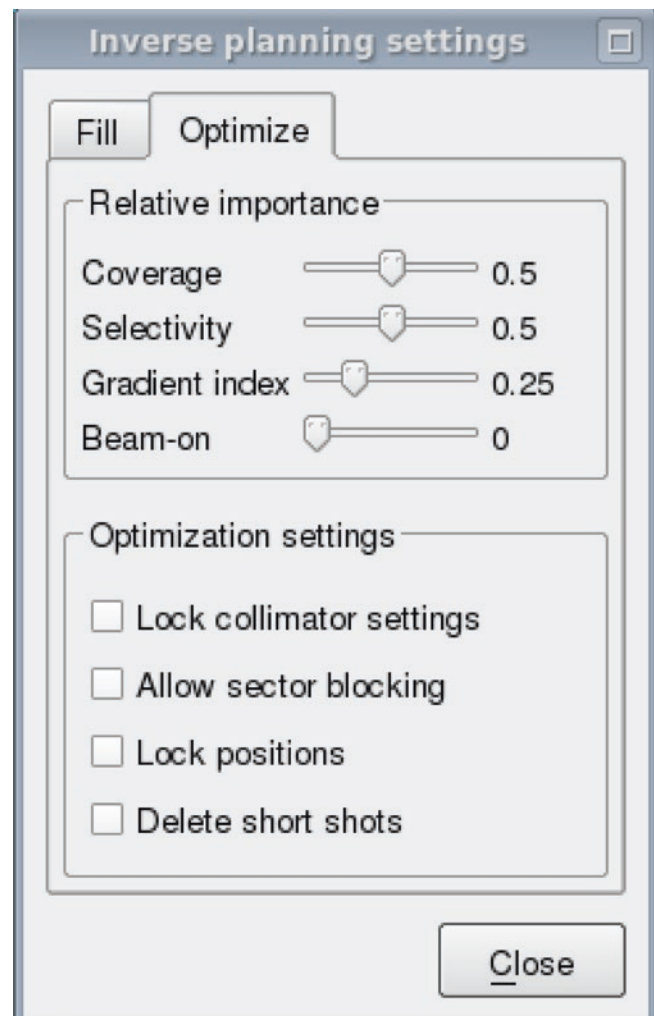 Inverse planning settings
Fill
Optimize
Relative importance
Coverage 0.5
Selectivity 0.5
Gradient index 0.25
Beam-on 0
Optimization settings
Lock collimator settings
Allow sector blocking
Lock positions
Delete short shots
Close